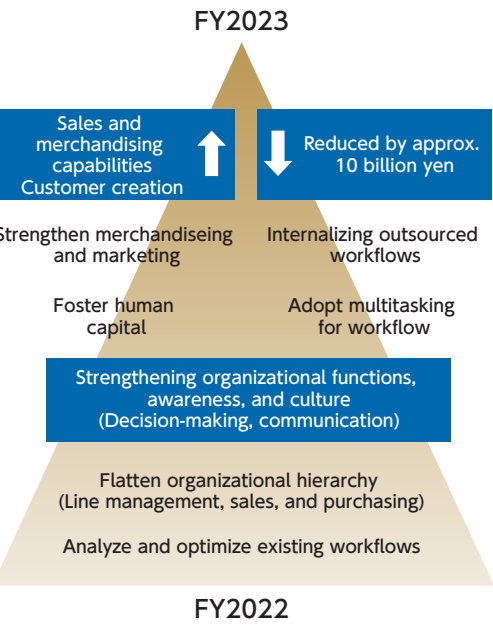 FY2023
Sales and
merchandising
capabilities
Customer creation
Reduced by approx.
10 billion yen
Strengthen merchandiseing
and marketing
Internalizing outsourced
workflows
Foster human
capital
Adopt multitasking
for workflow
Strengthening organizational functions,
awareness, and culture
(Decision-making, communication)
Flatten organizational hierarchy
(Line management, sales, and purchasing)
Analyze and optimize existing workflows
FY2022